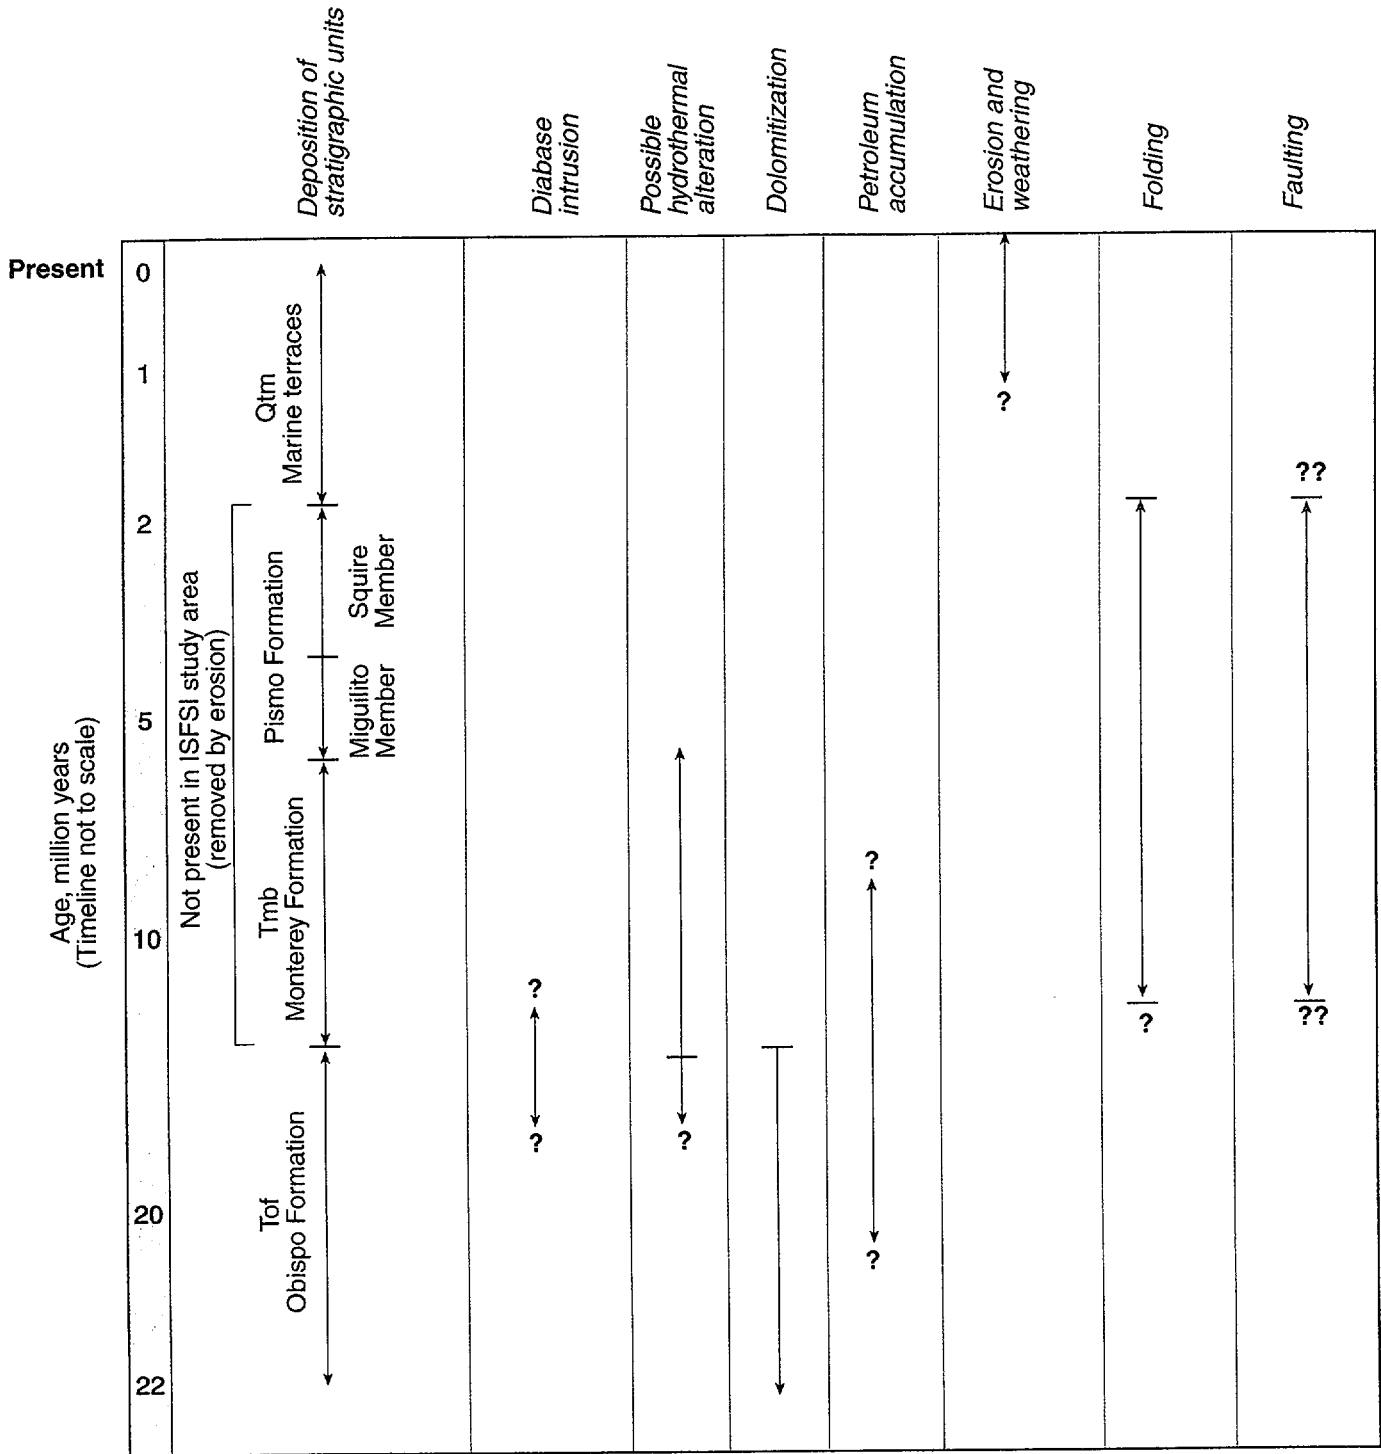 Deposition of
stratigraphic units
Diabase
intrusion
Possible
hydrothermal
alteration
Dolomitization
Petroleum
accumulation
Erosion and
weathering
Folding
Faulting
Present
0
1
2
5
10
20
22
Age, million years
(Timeline not to scale)
Not present in ISFSI study area
(removed by erosion)
Qtm
Marine terraces
Pismo Formation
Squire
Member
Miguilito
Member
Tmb
Monterey Formation
Tof
Obispo Formation
?
?
?
?
?
?
?
??
??